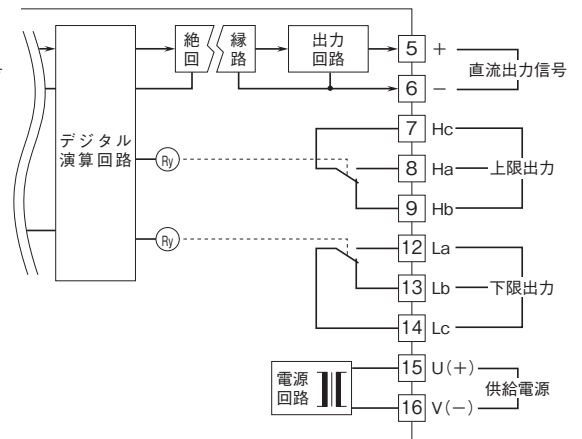 絶回
縁路
出力
回路
5 +
6 −
直流出力信号
デジタル
演算回路
Ry
7 Hc
8 Ha
9 Hb
上限出力
Ry
12 La
13 Lb
14 Lc
下限出力
電源
回路
15 U(+)
16 V(−)
供給電源